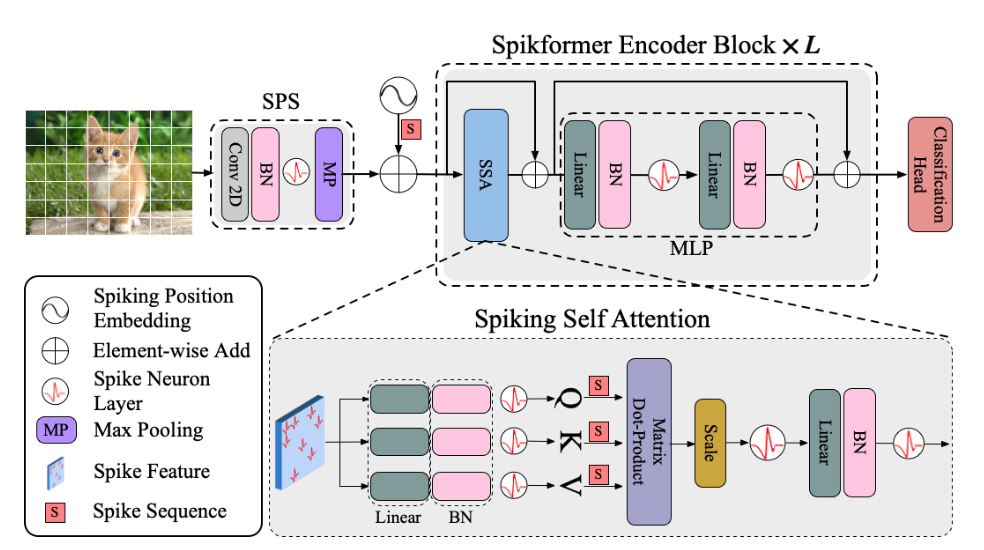 Spikformer Encoder Block × L
SPS
S
Conv 2D
BN
MP
SSA
Linear
BN
Linear
BN
MLP
Classification
Head
Spiking Position
Embedding
Element-wise Add
Spike Neuron
Layer
MP
Max Pooling
Spike Feature
S
Spike Sequence
Spiking Self Attention
Linear
BN
Q
S
K
S
V
S
Matrix
Dot-Product
Scale
Linear
BN